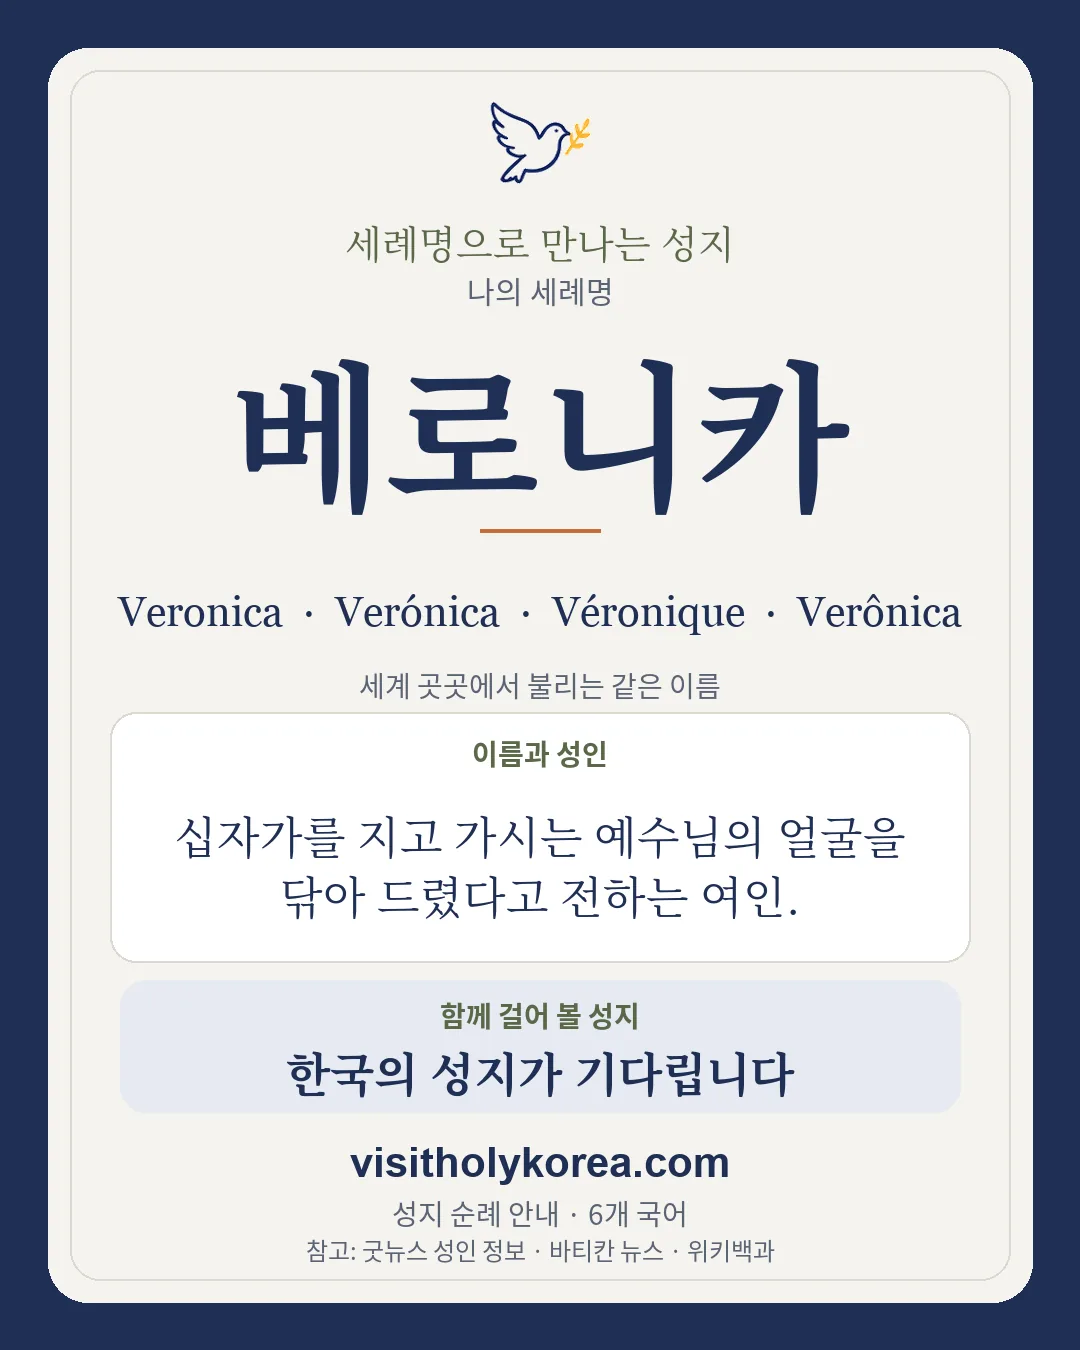 세례명으로 만나는 성지
나의 세례명
베로니카
Veronica · Verónica · Véronique · Verônica
세계 곳곳에서 불리는 같은 이름
이름과 성인
십자가를 지고 가시는 예수님의 얼굴을
닦아 드렸다고 전하는 여인.
함께 걸어 볼 성지
한국의 성지가 기다립니다
visitholykorea.com
성지 순례 안내 · 6개 국어
참고: 굿뉴스 성인 정보 · 바티칸 뉴스 · 위키백과